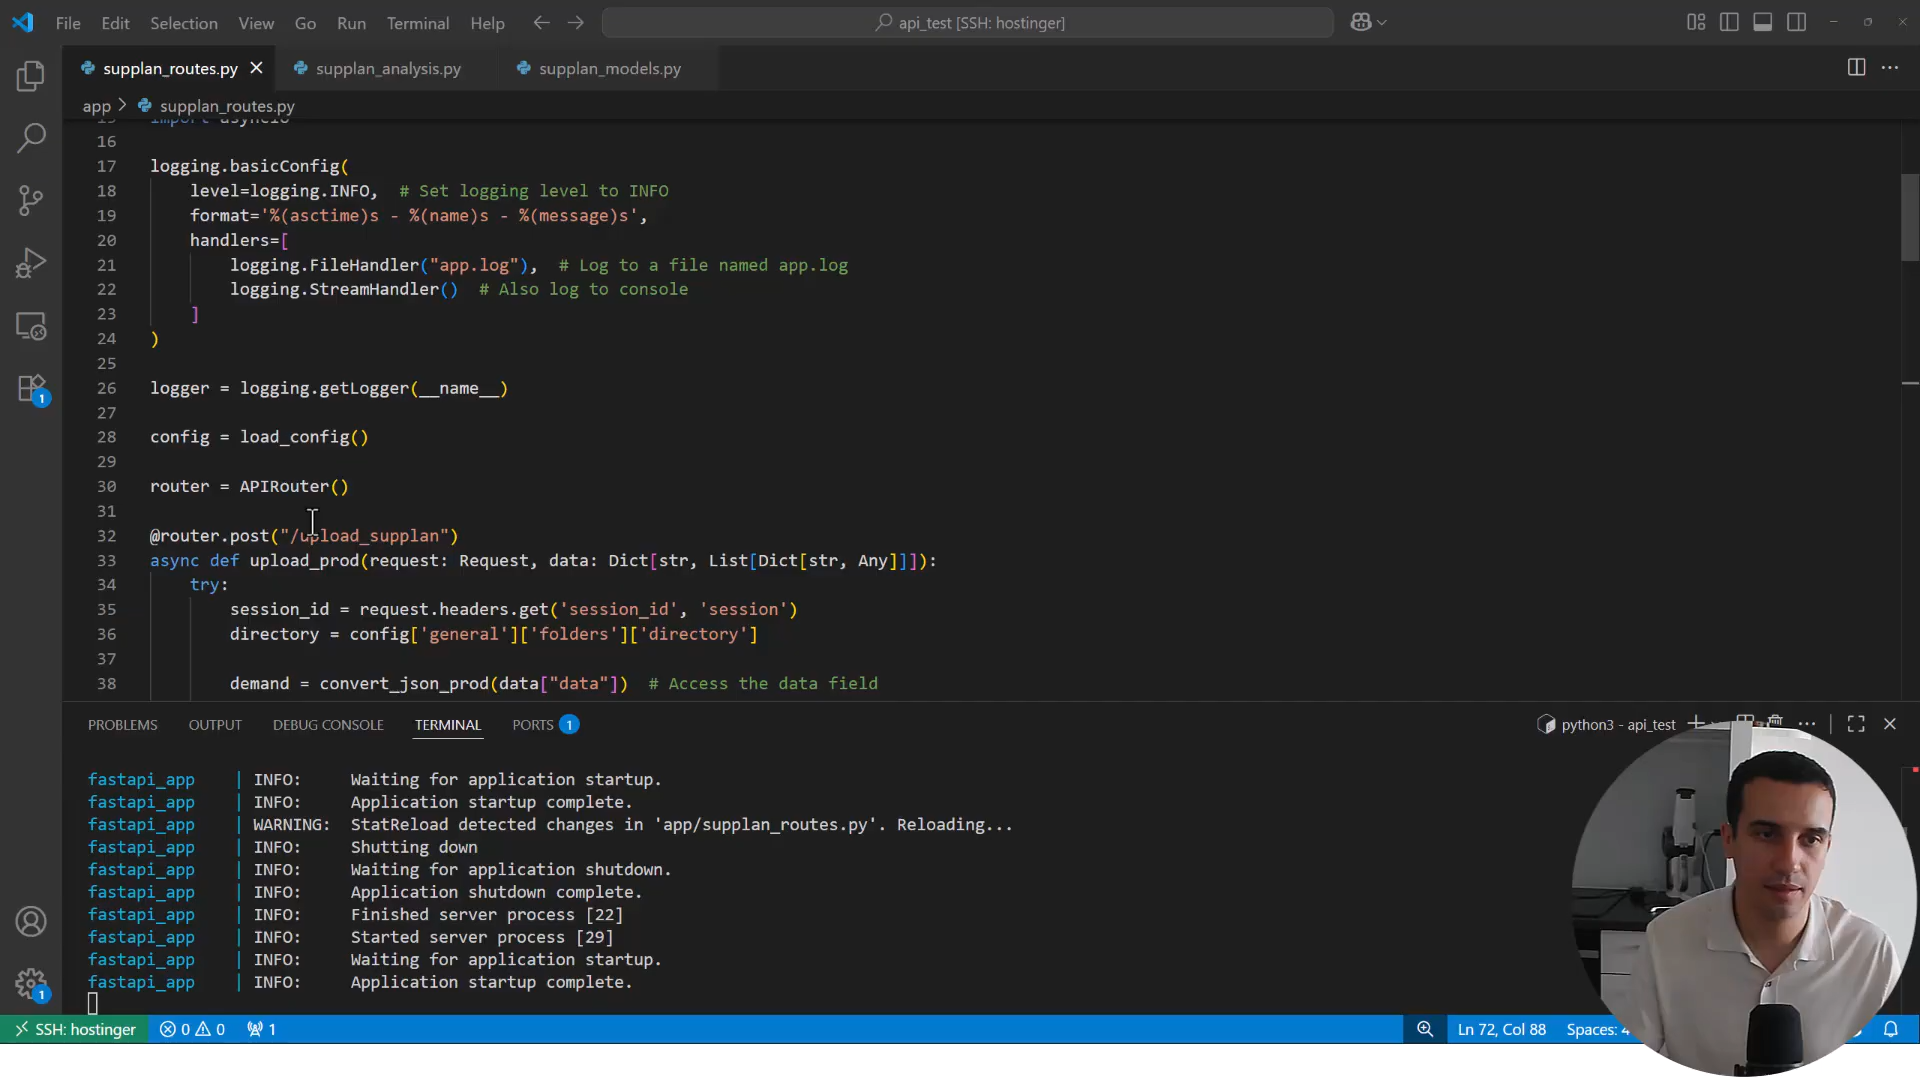 File Edit Selection View Go Run Terminal Help api_test [SSH: hostinger]
supplan_routes.py supplan_analysis.py supplan_models.py
app > supplan_routes.py
15 import asyncio
16
17 logging.basicConfig(
18 level=logging.INFO, # Set logging level to INFO
19 format='%(asctime)s - %(name)s - %(message)s',
20 handlers=[
21 logging.FileHandler("app.log"), # Log to a file named app.log
22 logging.StreamHandler() # Also log to console
23 ]
24 )
25
26 logger = logging.getLogger(__name__)
27
28 config = load_config()
29
30 router = APIRouter()
31
32 @router.post("/upload_supplan")
33 async def upload_prod(request: Request, data: Dict[str, List[Dict[str, Any]]]):
34 try:
35 session_id = request.headers.get('session_id', 'session')
36 directory = config['general']['folders']['directory']
37
38 demand = convert_json_prod(data["data"]) # Access the data field
PROBLEMS OUTPUT DEBUG CONSOLE TERMINAL PORTS 1 python3 - api_test
fastapi_app | INFO: Waiting for application startup.
fastapi_app | INFO: Application startup complete.
fastapi_app | WARNING: StatReload detected changes in 'app/supplan_routes.py'. Reloading...
fastapi_app | INFO: Shutting down
fastapi_app | INFO: Waiting for application shutdown.
fastapi_app | INFO: Application shutdown complete.
fastapi_app | INFO: Finished server process [22]
fastapi_app | INFO: Started server process [29]
fastapi_app | INFO: Waiting for application startup.
fastapi_app | INFO: Application startup complete.
SSH: hostinger 0 0 1 Ln 72, Col 88 Spaces: 4